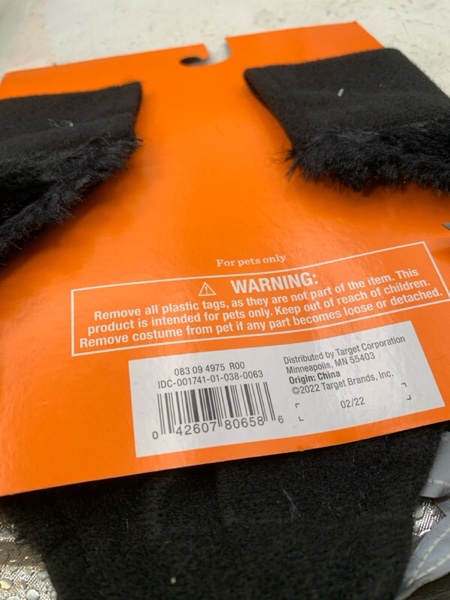 For pets only
WARNING:
Remove all plastic tags, as they are not part of the item. This
product is intended for pets only. Keep out of reach of children.
Remove costume from pet if any part becomes loose or detached.
083 09 4975 R00
IDC-001741-01-038-0063
0 42607 80658 6
Distributed by Target Corporation
Minneapolis, MN 55403
Origin: China
©2022 Target Brands, Inc.
02/22